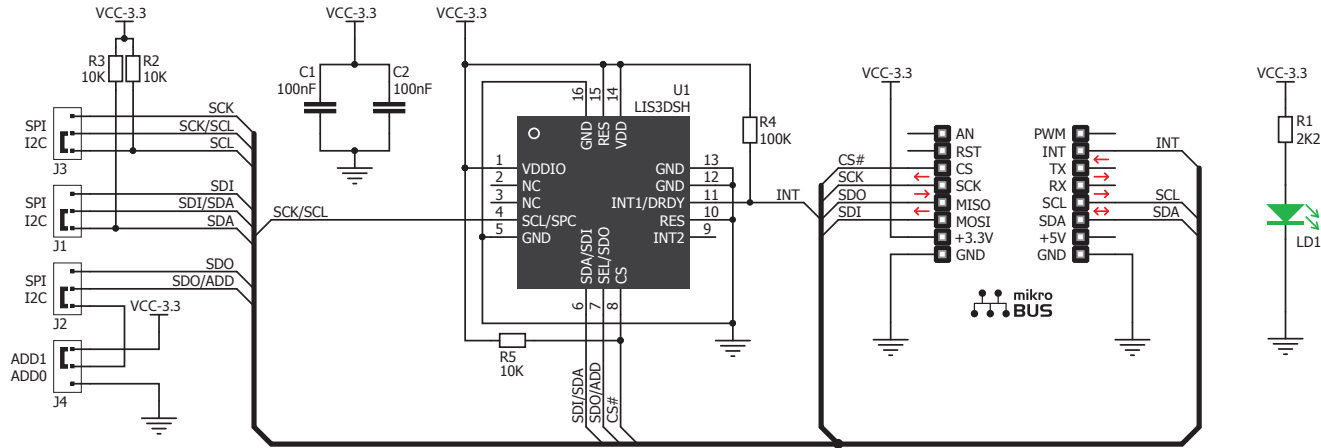 VCC-3.3
R3
10K
R2
10K
SPI
I2C
J3
SCK
SCK/SCL
SCL
SPI
I2C
J1
SDI
SDI/SDA
SDA
SPI
I2C
J2
SDO
SDO/ADD
VCC-3.3
ADD1
ADD0
J4
SCK/SCL
VCC-3.3
C1
100nF
C2
100nF
VCC-3.3
U1
LIS3DSH
16
15
14
GND
RES
VDD
1
VDDIO
2
NC
3
NC
4
SCL/SPC
5
GND
GND
13
GND
12
INT1/DRDY
11
RES
10
INT2
9
SDA/SDI
SEL/SDO
CS
6
7
8
R4
100K
INT
R5
10K
SDI/SDA
SDO/ADD
CS#
VCC-3.3
CS#
SCK
SDO
SDI
AN
RST
CS
SCK
MISO
MOSI
+3.3V
GND
PWM
INT
TX
RX
SCL
SDA
+5V
GND
INT
SCL
SDA
mikro
BUS
VCC-3.3
R1
2K2
LD1